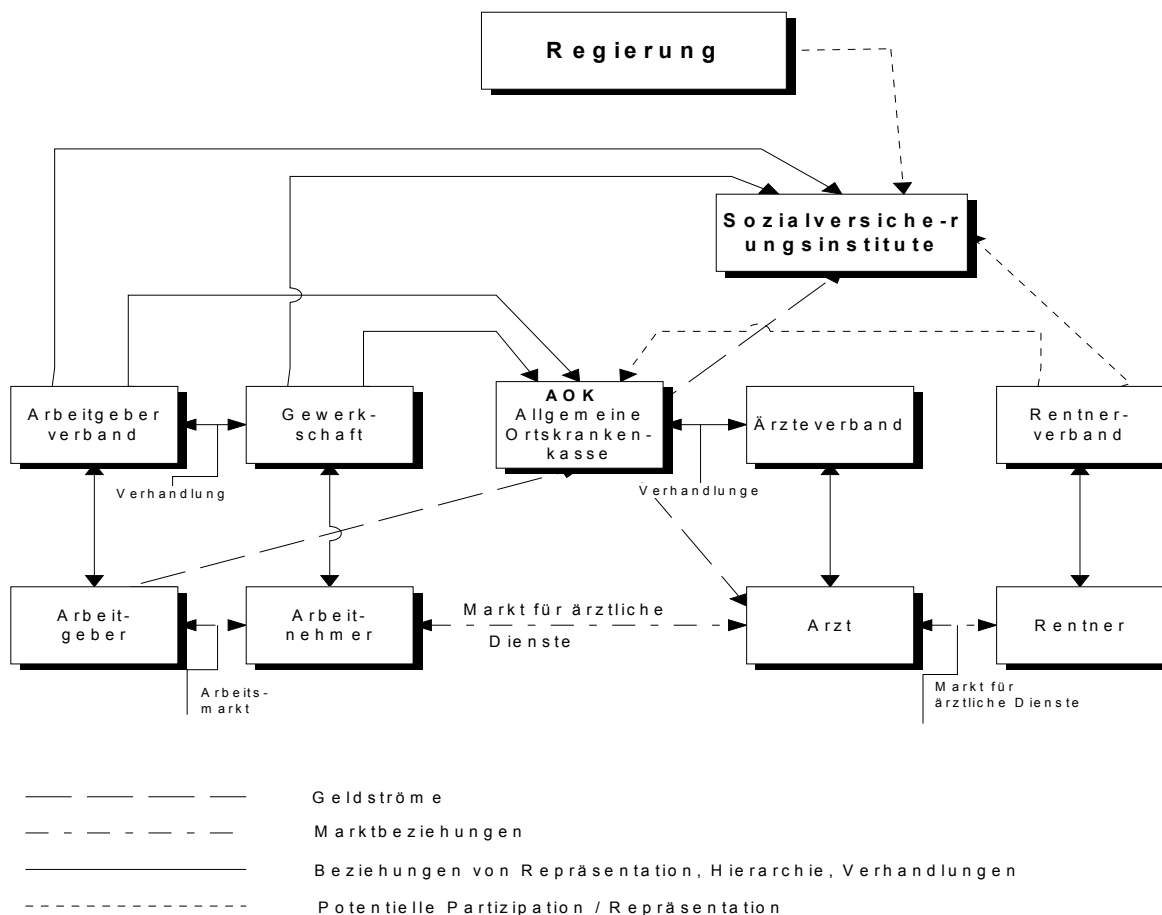 Regierung
Sozialversiche-r
ungsinstitute
Arbeitgeber
verband
Gewerk-
schaft
AOK
Allgemeine
Ortskranken-
kasse
Ärzteverband
Rentner-
verband
Verhandlung
Verhandlunge
Arbeit-
geber
Arbeit-
nehmer
Markt für ärztliche
Dienste
Arzt
Rentner
Arbeits-
markt
Markt für
ärztliche Dienste
Geldströme
Marktbeziehungen
Beziehungen von Repräsentation, Hierarchie, Verhandlungen
Potentielle Partizipation / Repräsentation